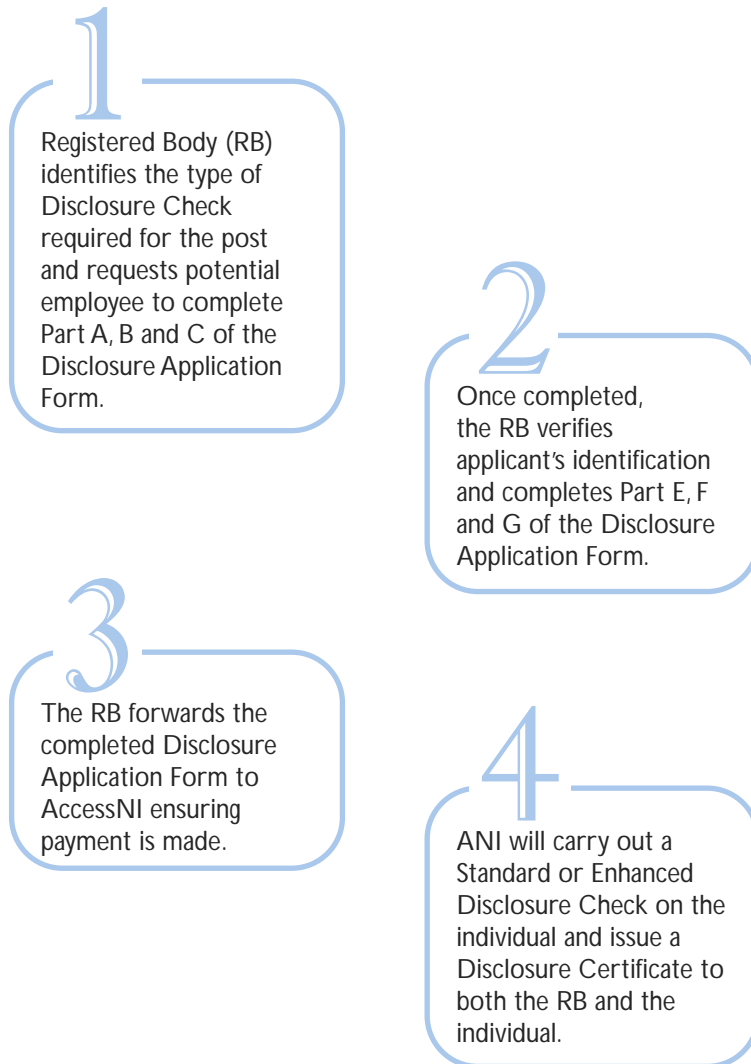 1
Registered Body (RB)
identifies the type of
Disclosure Check
required for the post
and requests potential
employee to complete
Part A, B and C of the
Disclosure Application
Form.
2
Once completed,
the RB verifies
applicant's identification
and completes Part E, F
and G of the Disclosure
Application Form.
3
The RB forwards the
completed Disclosure
Application Form to
AccessNI ensuring
payment is made.
4
ANI will carry out a
Standard or Enhanced
Disclosure Check on the
individual and issue a
Disclosure Certificate to
both the RB and the
individual.